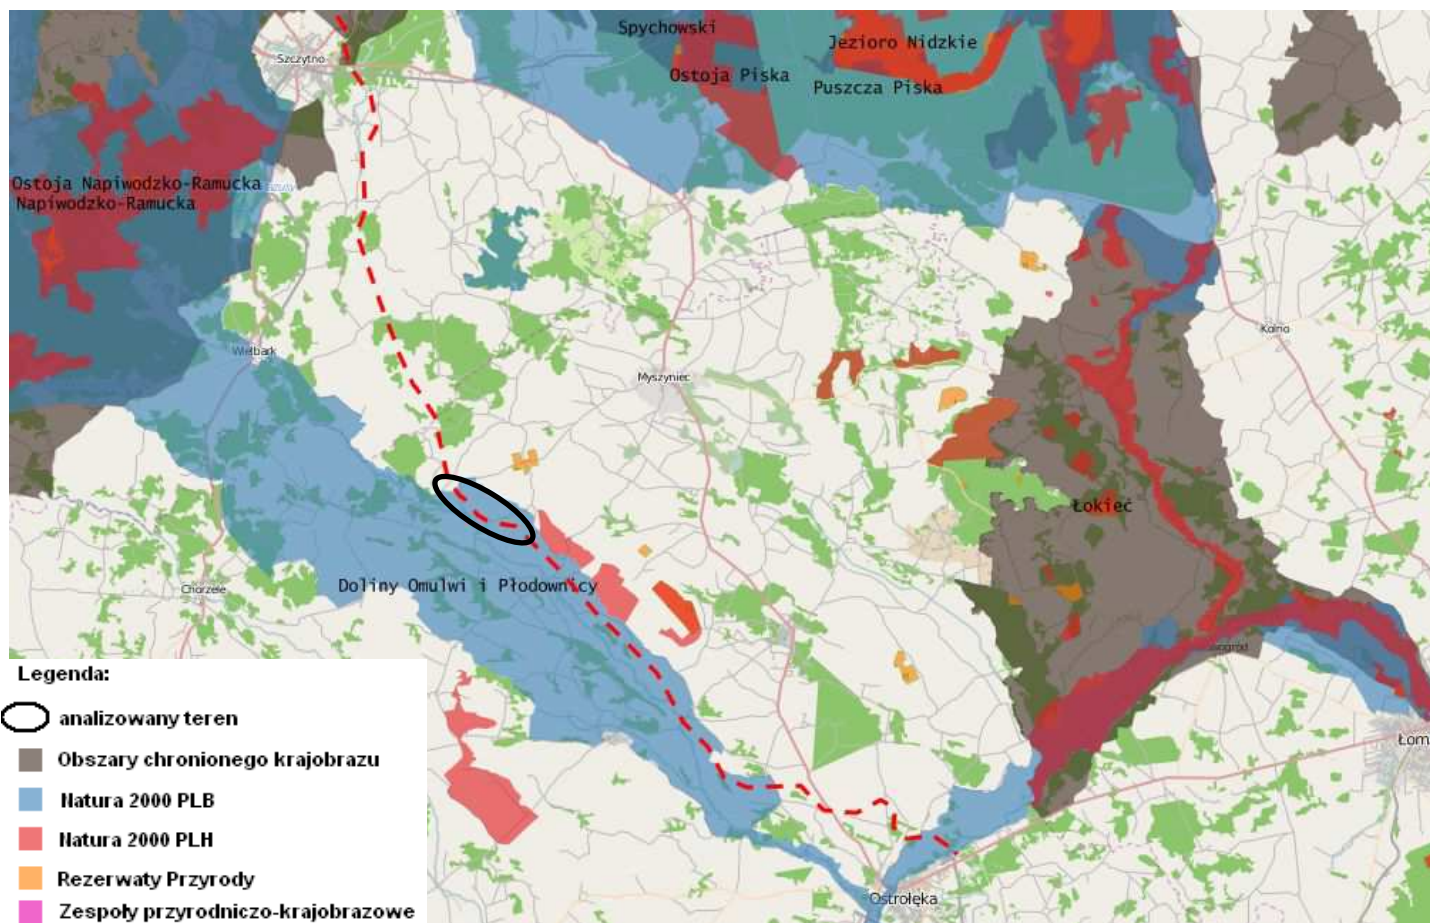 Spychowski
Jezioro Nidzkie
Szczytno
Ostoja Piska
Puszcza Piska
Ostoja Napiwodzko-Ramucka
Napiwodzko-Ramucka
Kolno
Wielbark
Myszyniec
Łokieć
Doliny Omulwi i Płodownicy
Chorzele
Łom
Ostrołęka
Legenda:
analizowany teren
Obszary chronionego krajobrazu
Natura 2000 PLB
Natura 2000 PLH
Rezerwaty Przyrody
Zespoły przyrodniczo-krajobrazowe